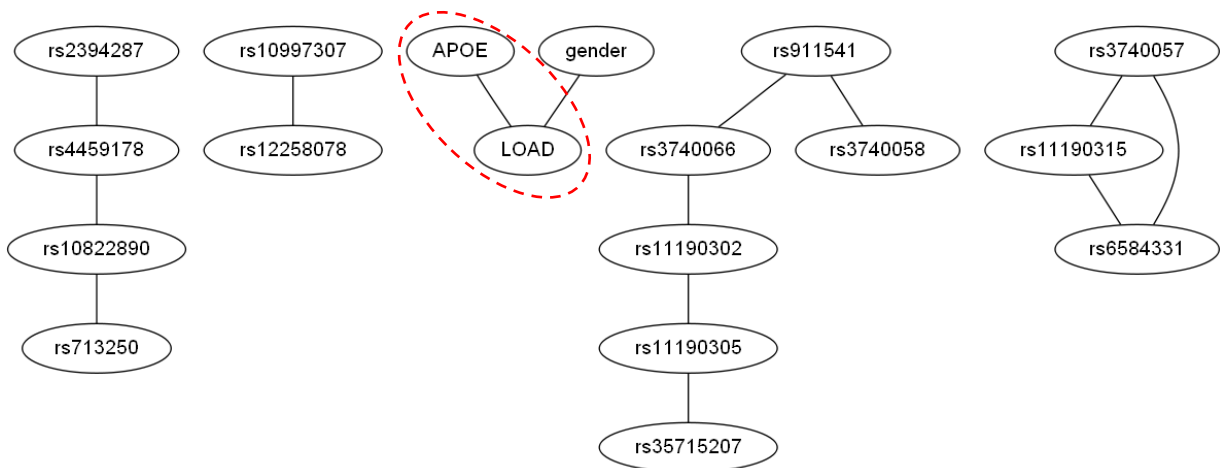 rs2394287
rs10997307
APOE
gender
rs911541
rs3740057
rs4459178
rs12258078
LOAD
rs3740066
rs3740058
rs11190315
rs10822890
rs11190302
rs6584331
rs713250
rs11190305
rs35715207